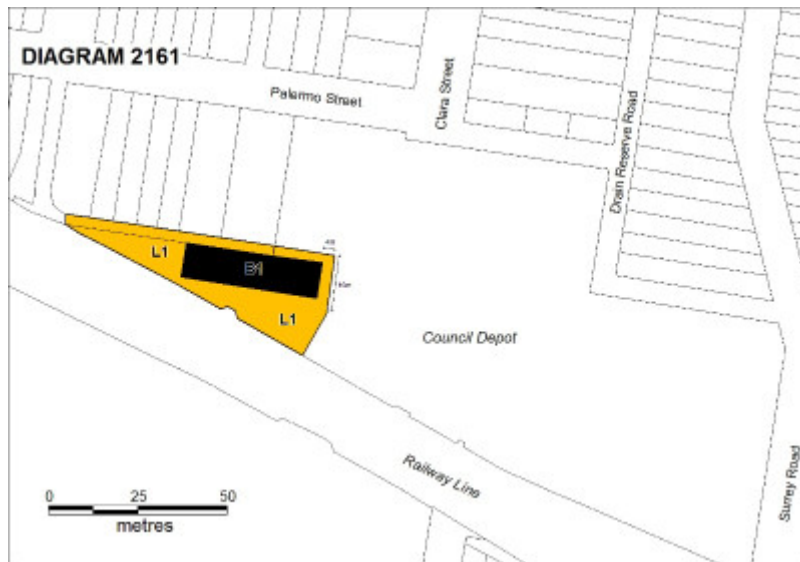 DIAGRAM 2161
Palermo Street
Clara Street
Drain Reserve Road
L1
B1
L1
Council Depot
Railway Line
Surrey Road
0 25 50
metres